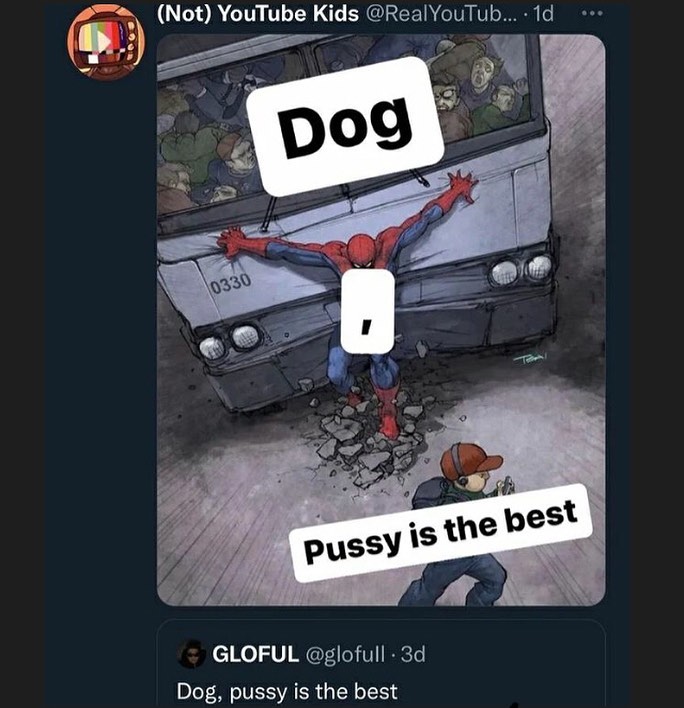 (Not) YouTube Kids @RealYouTub... · 1d ...
Dog
0330
,
Pussy is the best
GLOFUL @glofull · 3d
Dog, pussy is the best